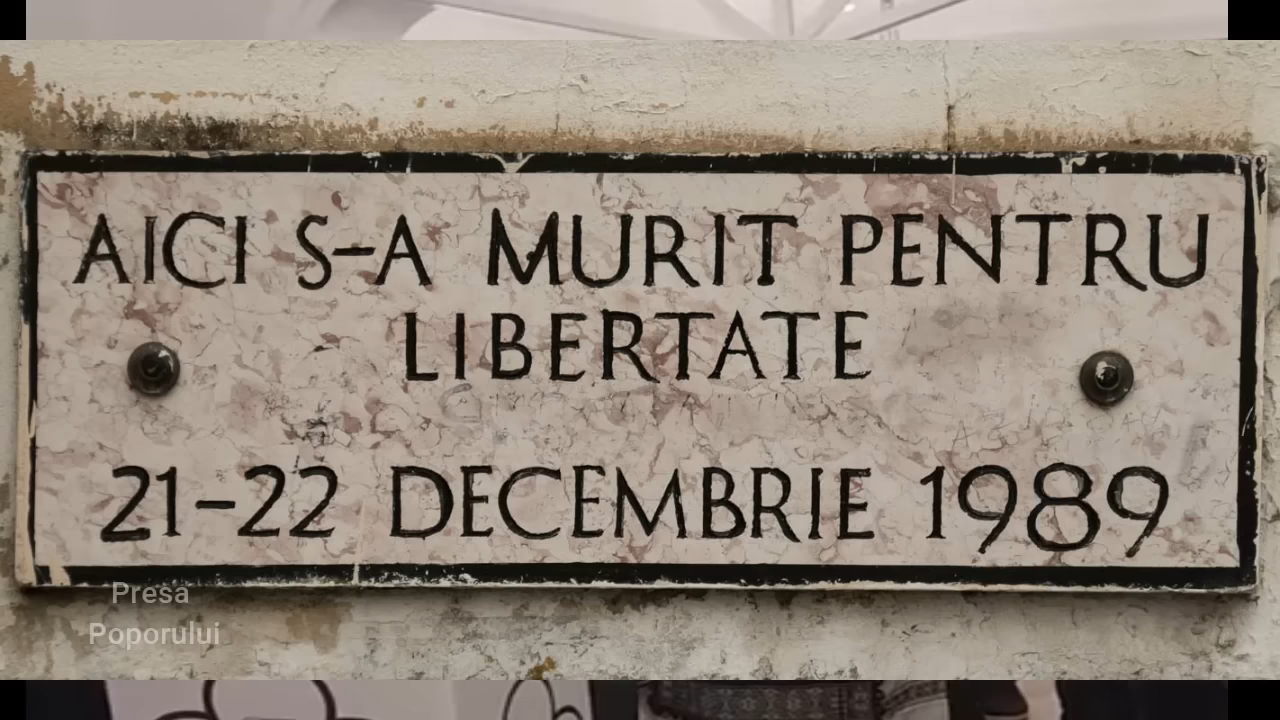 AICI S-A MURIT PENTRU
LIBERTATE
21-22 DECEMBRIE 1989
Presa
Poporului